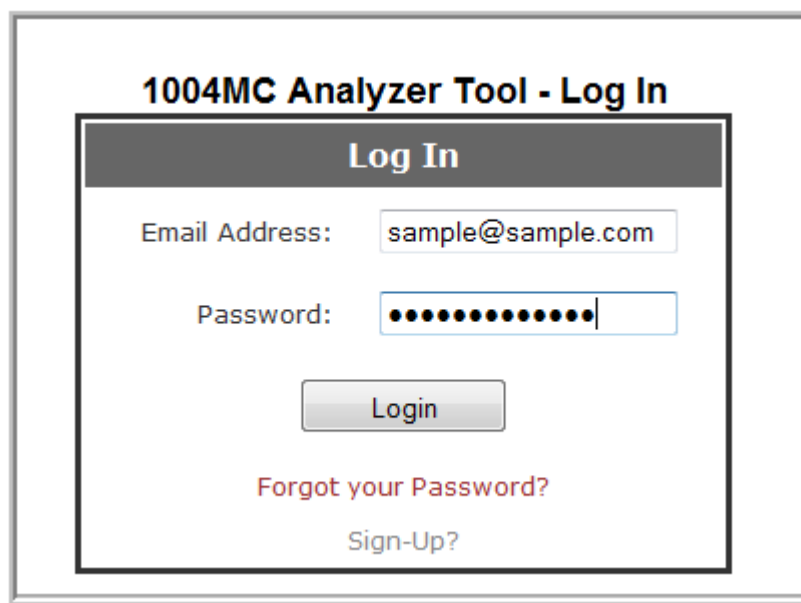 1004MC Analyzer Tool - Log In
Log In
Email Address: sample@sample.com
Password: ●●●●●●●●●●●●●
Login
Forgot your Password?
Sign-Up?